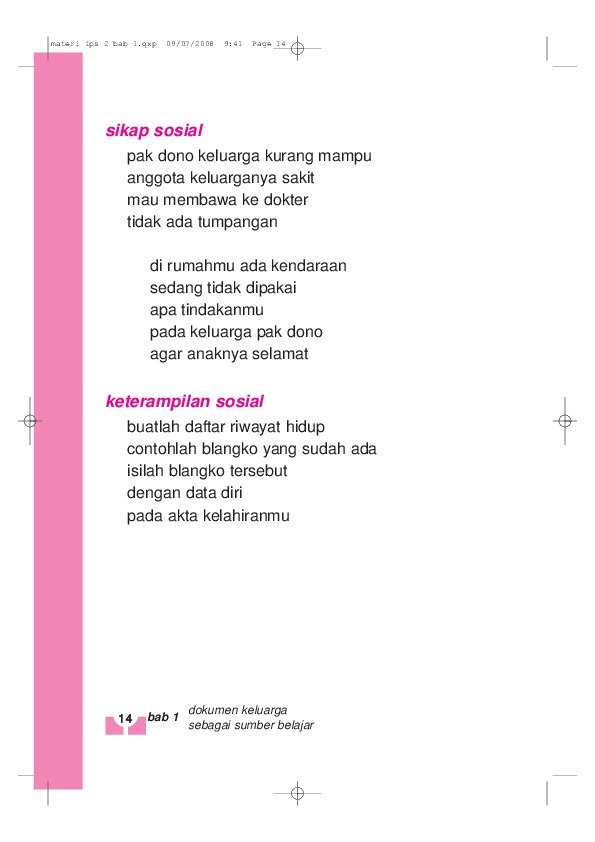 materi ips 2 bab 1.qxp 09/07/2008 9:41 Page 14
sikap sosial
pak dono keluarga kurang mampu
anggota keluarganya sakit
mau membawa ke dokter
tidak ada tumpangan
di rumahmu ada kendaraan
sedang tidak dipakai
apa tindakanmu
pada keluarga pak dono
agar anaknya selamat
keterampilan sosial
buatlah daftar riwayat hidup
contohlah blangko yang sudah ada
isilah blangko tersebut
dengan data diri
pada akta kelahiranmu
14 bab 1 dokumen keluarga
sebagai sumber belajar